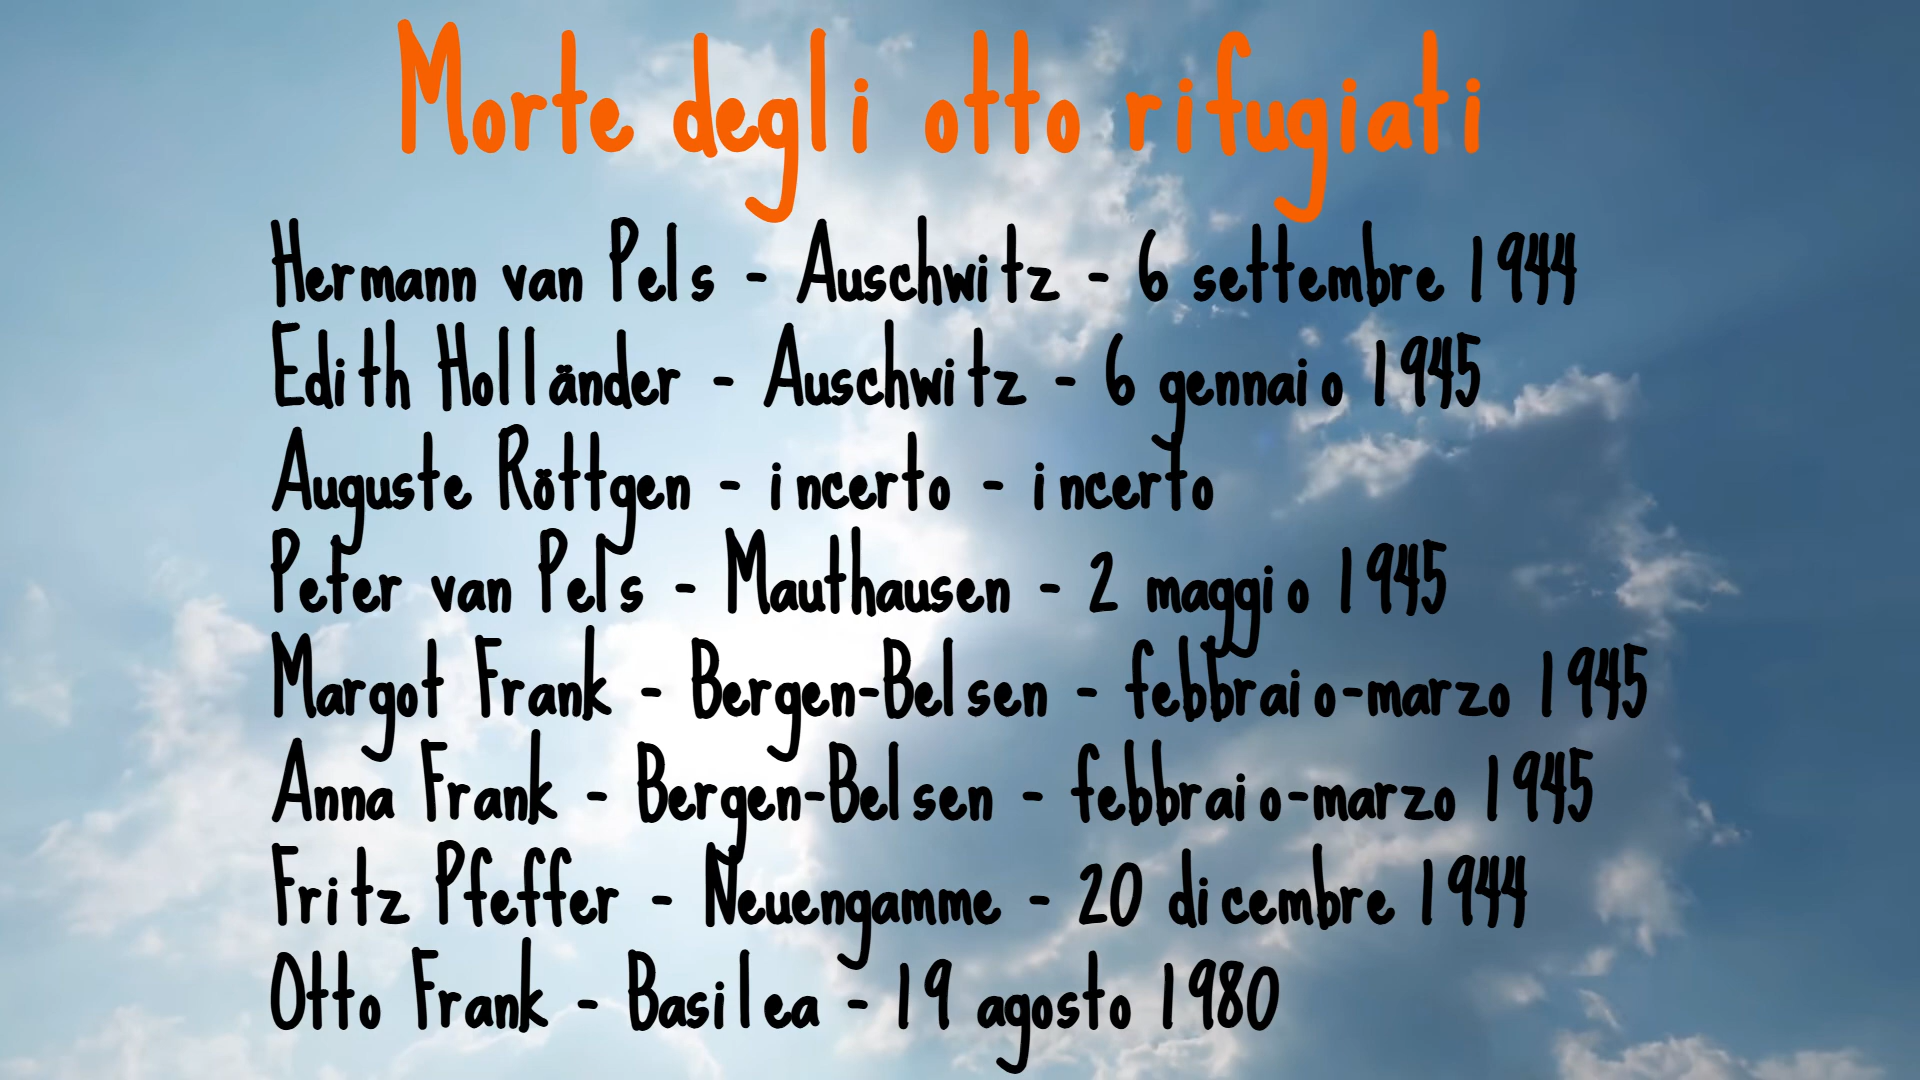 Morte degli otto rifugiati
Hermann van Pels - Auschwitz - 6 settembre 1944
Edith Holländer - Auschwitz - 6 gennaio 1945
Auguste Röttgen - incerto - incerto
Peter van Pels - Mauthausen - 2 maggio 1945
Margot Frank - Bergen-Belsen - febbraio-marzo 1945
Anna Frank - Bergen-Belsen - febbraio-marzo 1945
Fritz Pfeffer - Neuengamme - 20 dicembre 1944
Otto Frank - Basilea - 19 agosto 1980